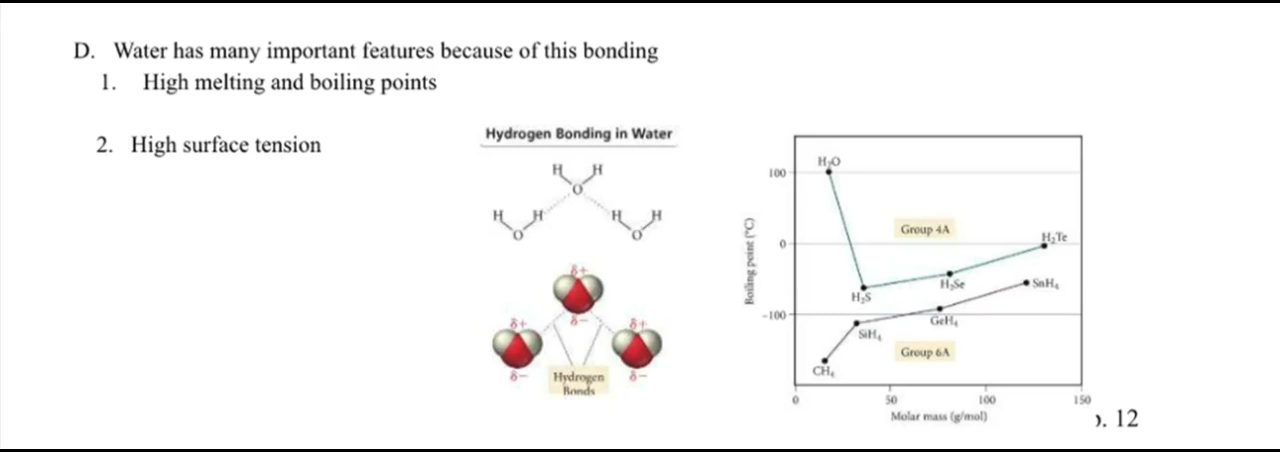 D. Water has many important features because of this bonding
1. High melting and boiling points
2. High surface tension
Hydrogen Bonding in Water
H H
O
H H H H
O O
δ+
δ+ δ- δ+
δ- Hydrogen δ-
Bonds
Boiling point (°C)
100
0
-100
H₂O
Group 4A
H₂Te
H₂S
H₂Se
SnH₄
SiH₄
GeH₄
Group 6A
CH₄
0 50 100 150
Molar mass (g/mol)
). 12